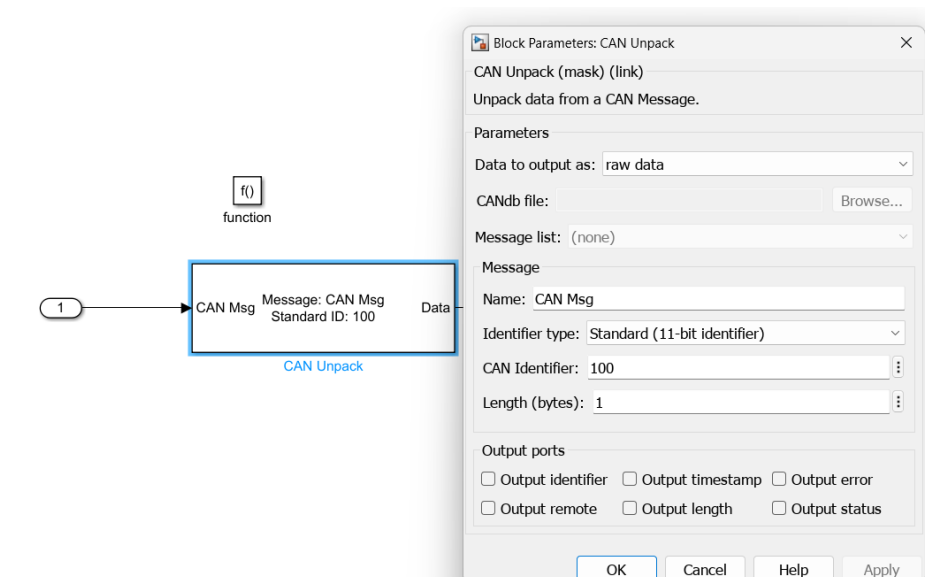 Block Parameters: CAN Unpack
CAN Unpack (mask) (link)
Unpack data from a CAN Message.
Parameters
Data to output as: raw data
CANdb file: Browse...
Message list: (none)
Message
Name: CAN Msg
Identifier type: Standard (11-bit identifier)
CAN Identifier: 100
Length (bytes): 1
Output ports
Output identifier Output timestamp Output error
Output remote Output length Output status
OK Cancel Help Apply
f()
function
1
CAN Msg Message: CAN Msg Data
Standard ID: 100
CAN Unpack